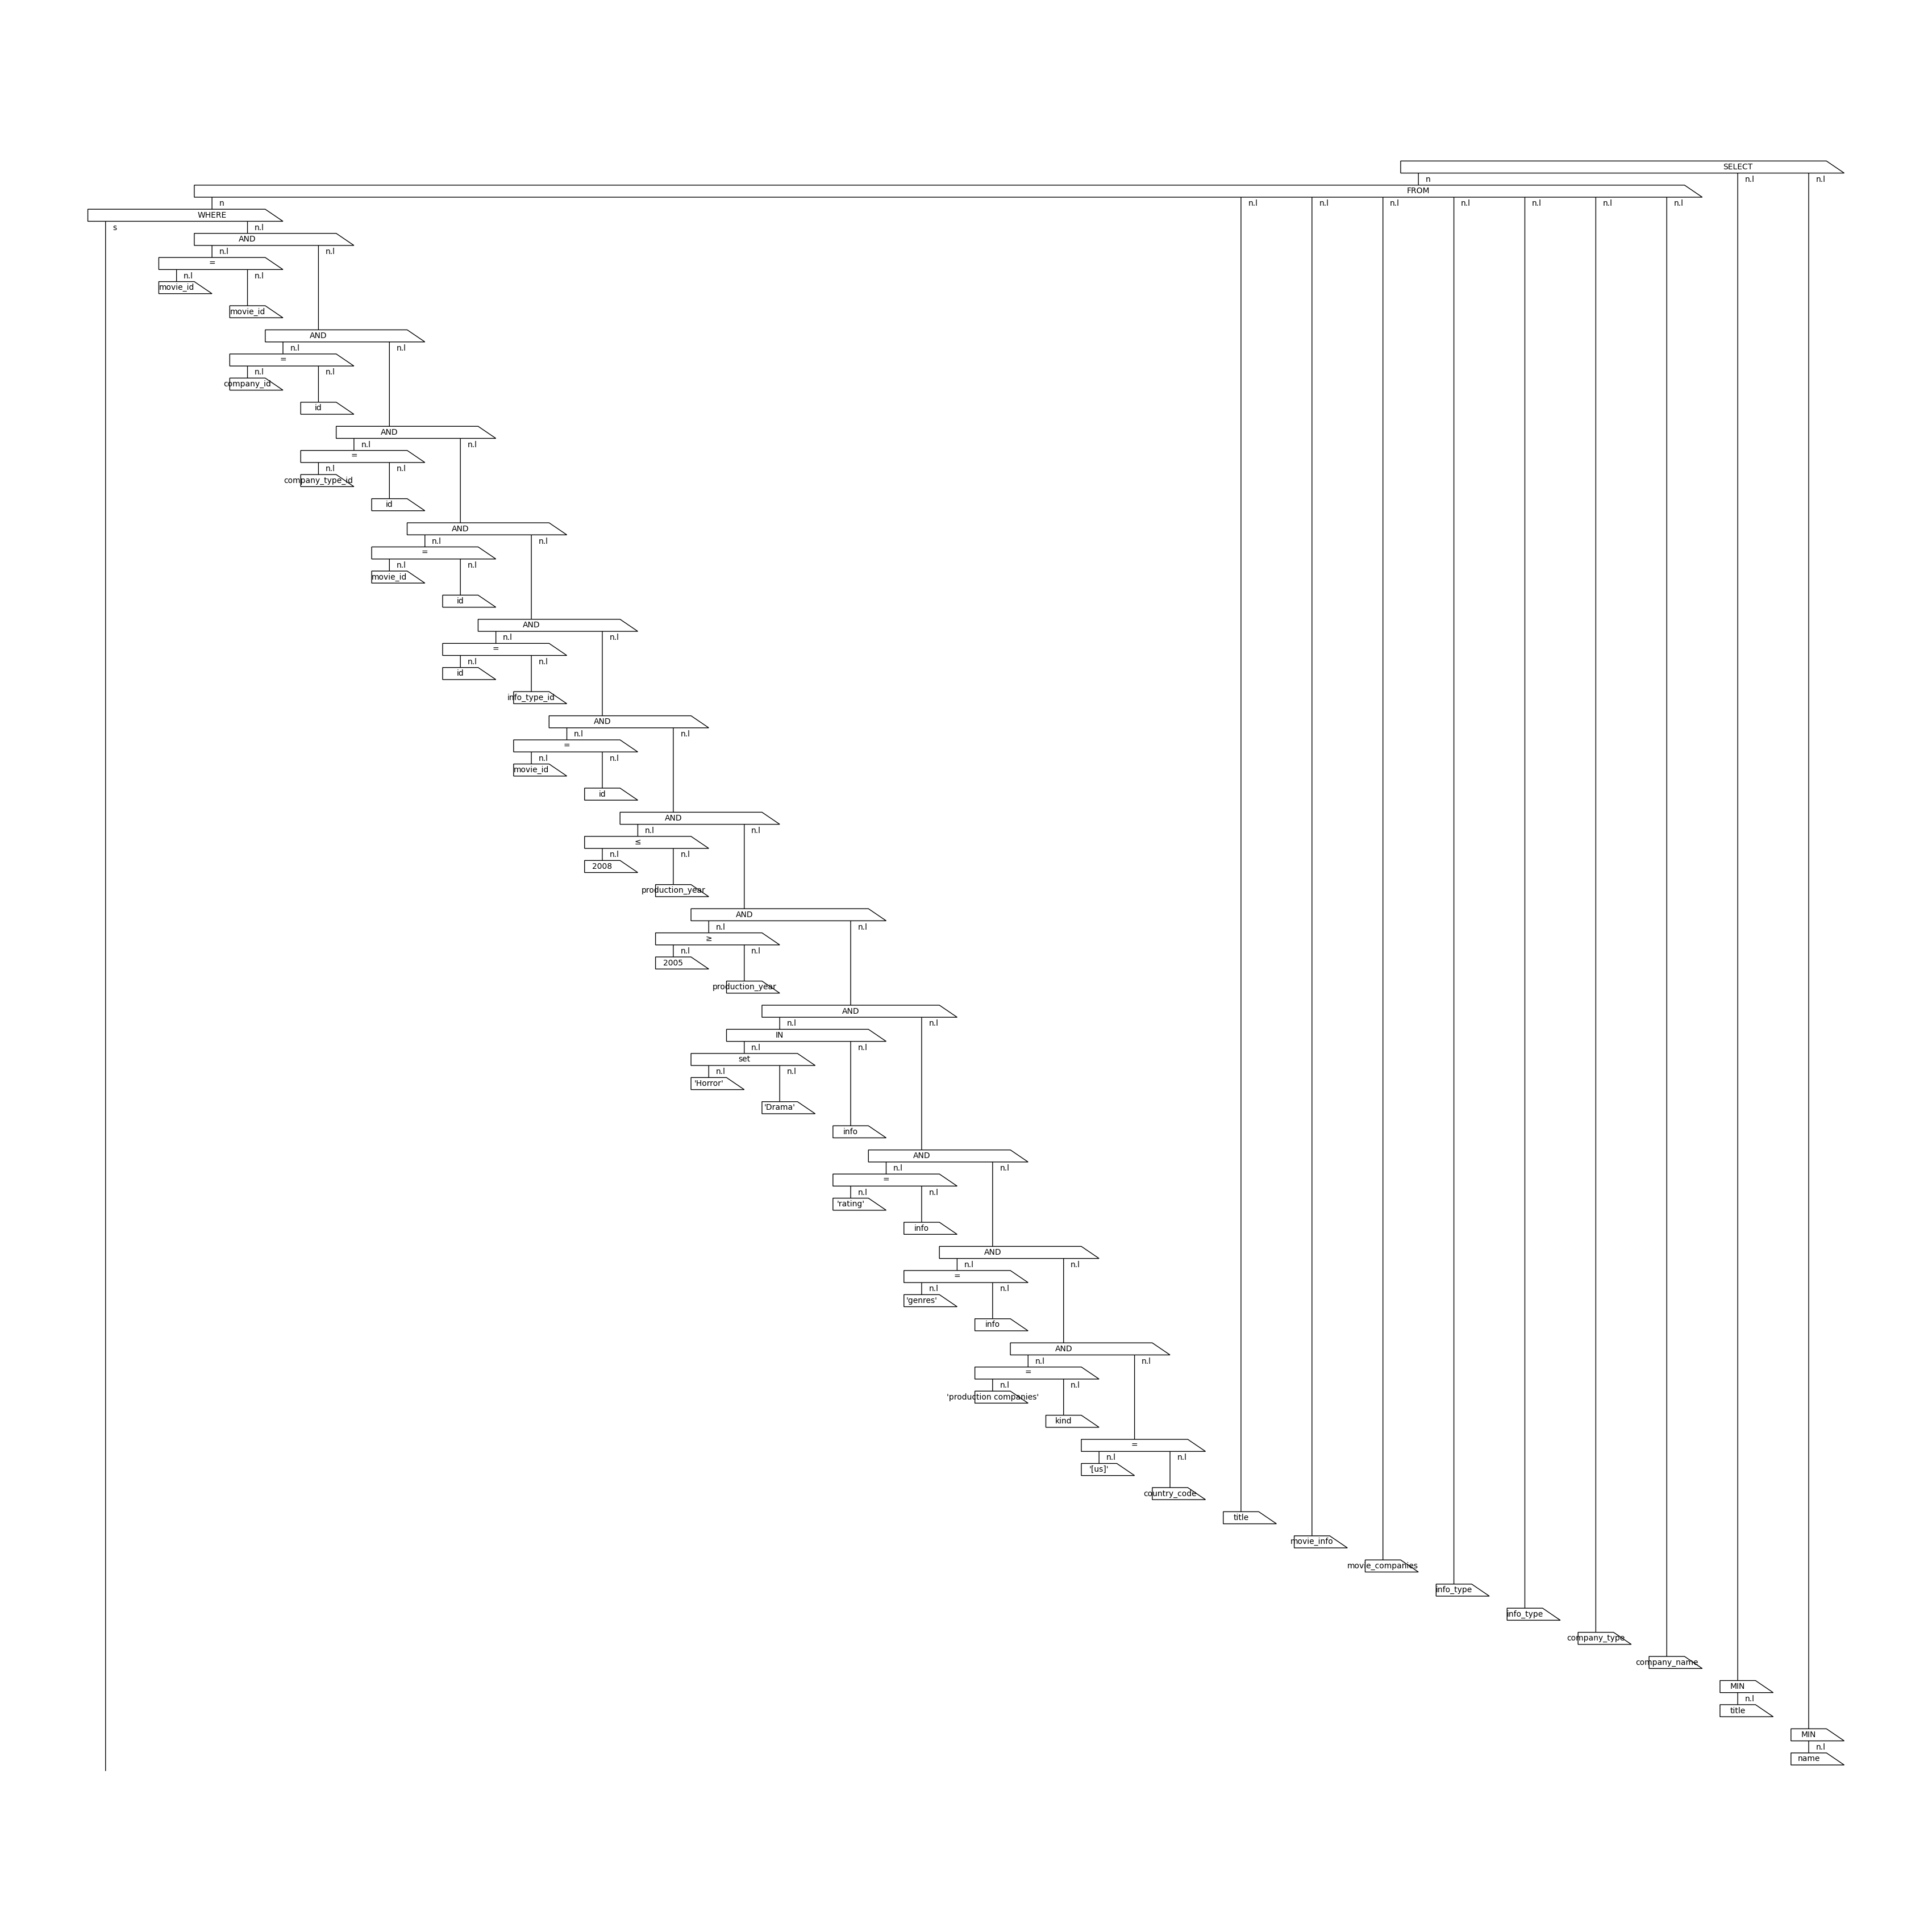 SELECT
n n.l n.l
FROM
n n.l n.l n.l n.l n.l n.l n.l
WHERE
s n.l
AND
n.l n.l
=
n.l n.l
movie_id
movie_id
AND
n.l n.l
=
n.l n.l
company_id
id
AND
n.l n.l
=
n.l n.l
company_type_id
id
AND
n.l n.l
=
n.l n.l
movie_id
id
AND
n.l n.l
=
n.l n.l
id
info_type_id
AND
n.l n.l
=
n.l n.l
movie_id
id
AND
n.l n.l
≤
n.l n.l
2008
production_year
AND
n.l n.l
≥
n.l n.l
2005
production_year
AND
n.l n.l
IN
n.l n.l
set
n.l n.l
'Horror'
'Drama'
info
AND
n.l n.l
=
n.l n.l
'rating'
info
AND
n.l n.l
=
n.l n.l
'genres'
info
AND
n.l n.l
=
n.l n.l
'production companies'
kind
=
n.l n.l
'[us]'
country_code
title
movie_info
movie_companies
info_type
info_type
company_type
company_name
MIN
n.l
title
MIN
n.l
name